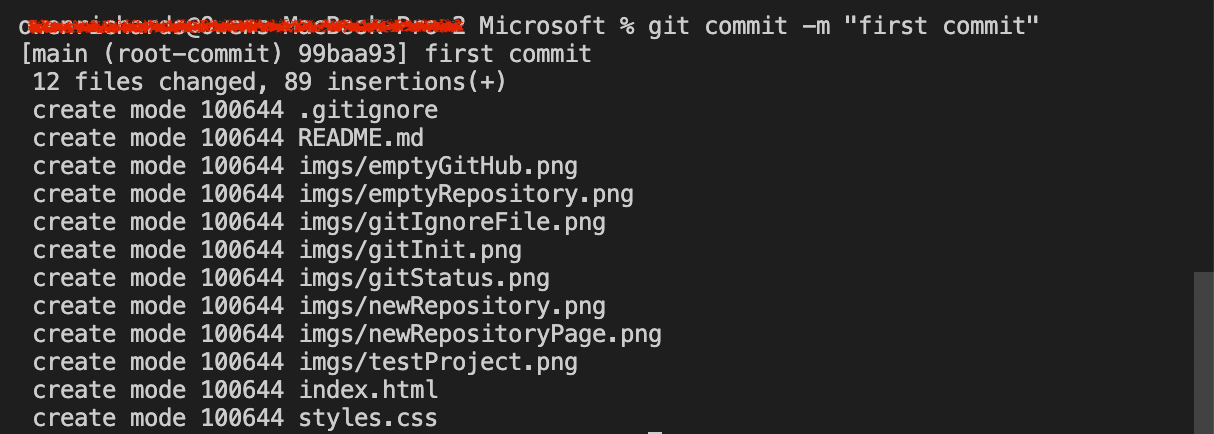 Microsoft % git commit -m "first commit"
[main (root-commit) 99baa93] first commit
12 files changed, 89 insertions(+)
create mode 100644 .gitignore
create mode 100644 README.md
create mode 100644 imgs/emptyGitHub.png
create mode 100644 imgs/emptyRepository.png
create mode 100644 imgs/gitIgnoreFile.png
create mode 100644 imgs/gitInit.png
create mode 100644 imgs/gitStatus.png
create mode 100644 imgs/newRepository.png
create mode 100644 imgs/newRepositoryPage.png
create mode 100644 imgs/testProject.png
create mode 100644 index.html
create mode 100644 styles.css